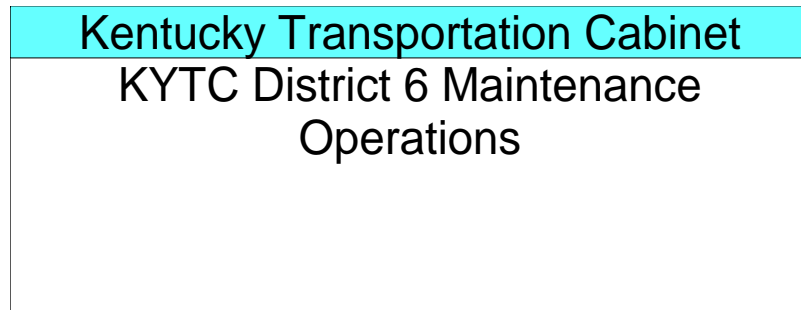 Kentucky Transportation Cabinet
KYTC District 6 Maintenance
Operations